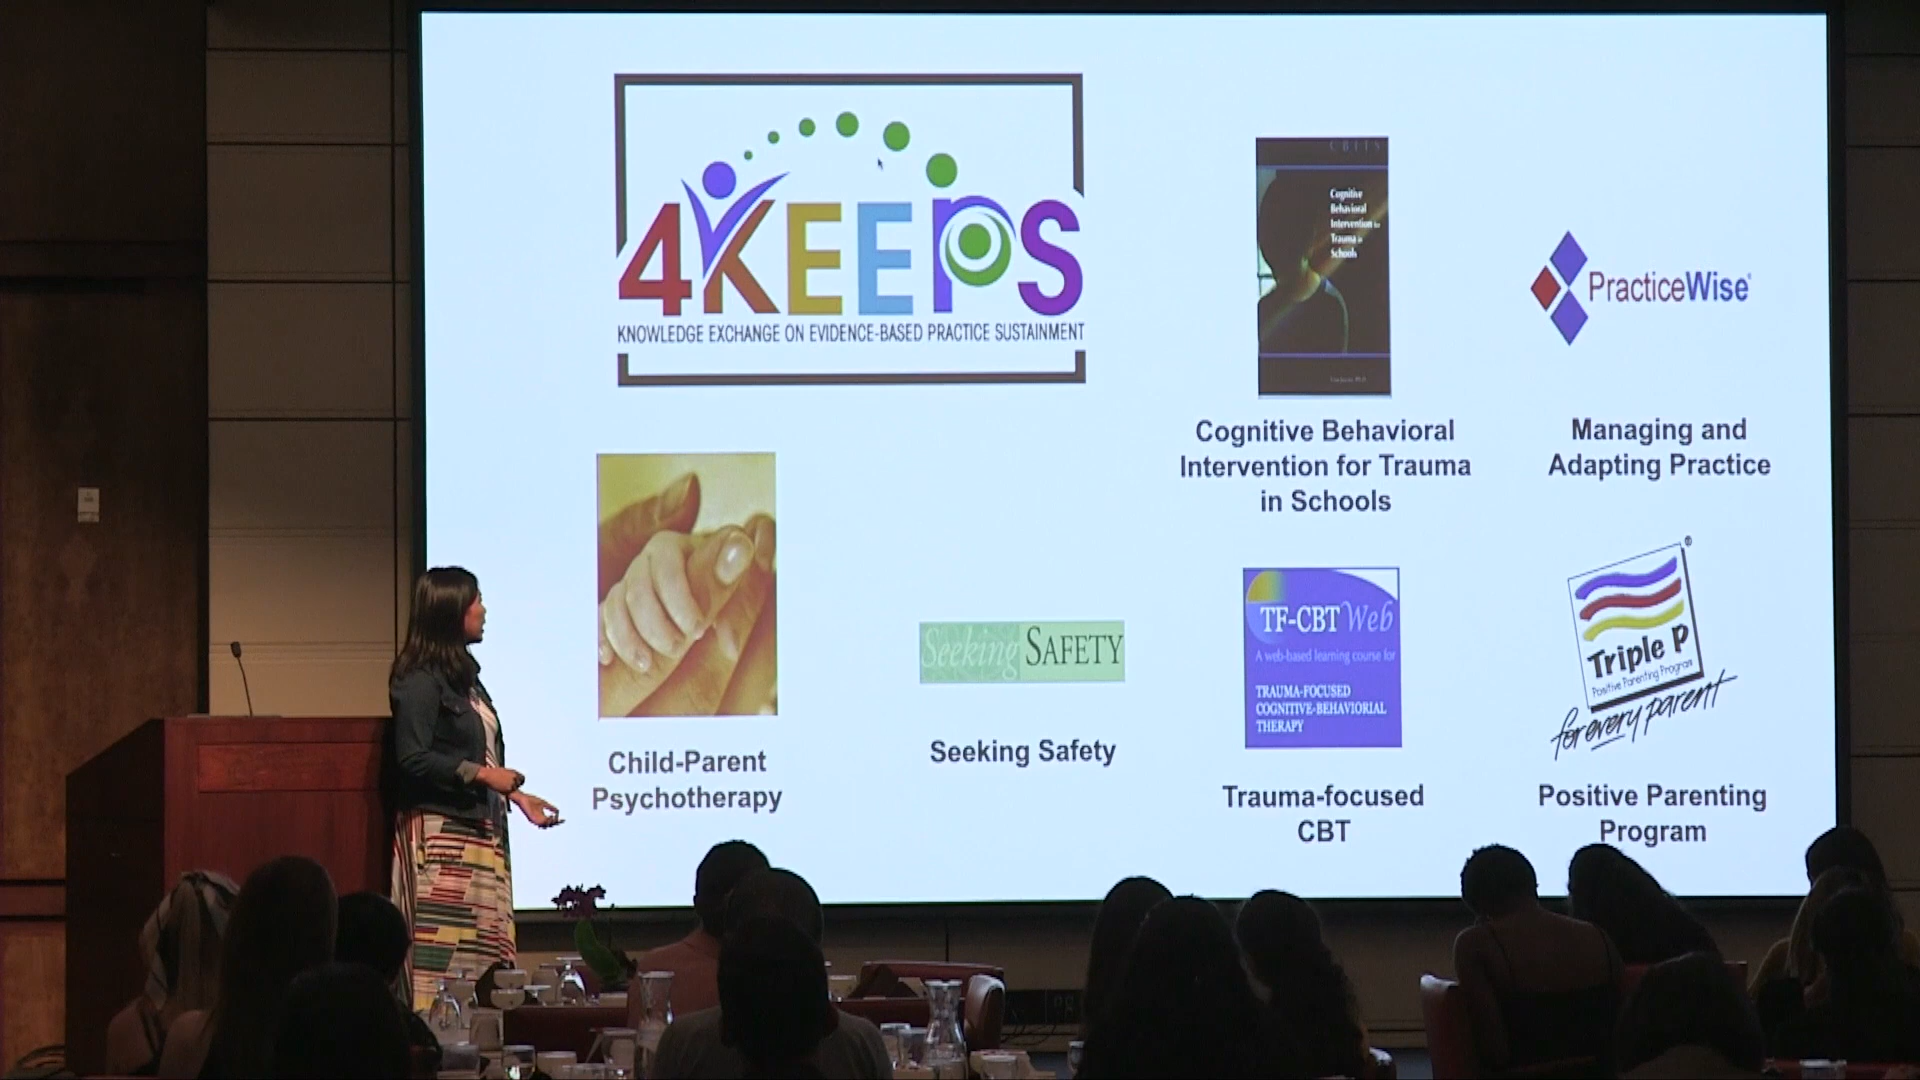 4KEEPS
KNOWLEDGE EXCHANGE ON EVIDENCE-BASED PRACTICE SUSTAINMENT
CBITS
Cognitive
Behavioral
Intervention for
Trauma in
Schools
Cognitive Behavioral
Intervention for Trauma
in Schools
PracticeWise®
Managing and
Adapting Practice
Child-Parent
Psychotherapy
Seeking SAFETY
Seeking Safety
TF-CBT Web
A web-based learning course for
TRAUMA-FOCUSED
COGNITIVE-BEHAVIORIAL
THERAPY
Trauma-focused
CBT
®
Triple P
Positive Parenting Program
for every parent
Positive Parenting
Program